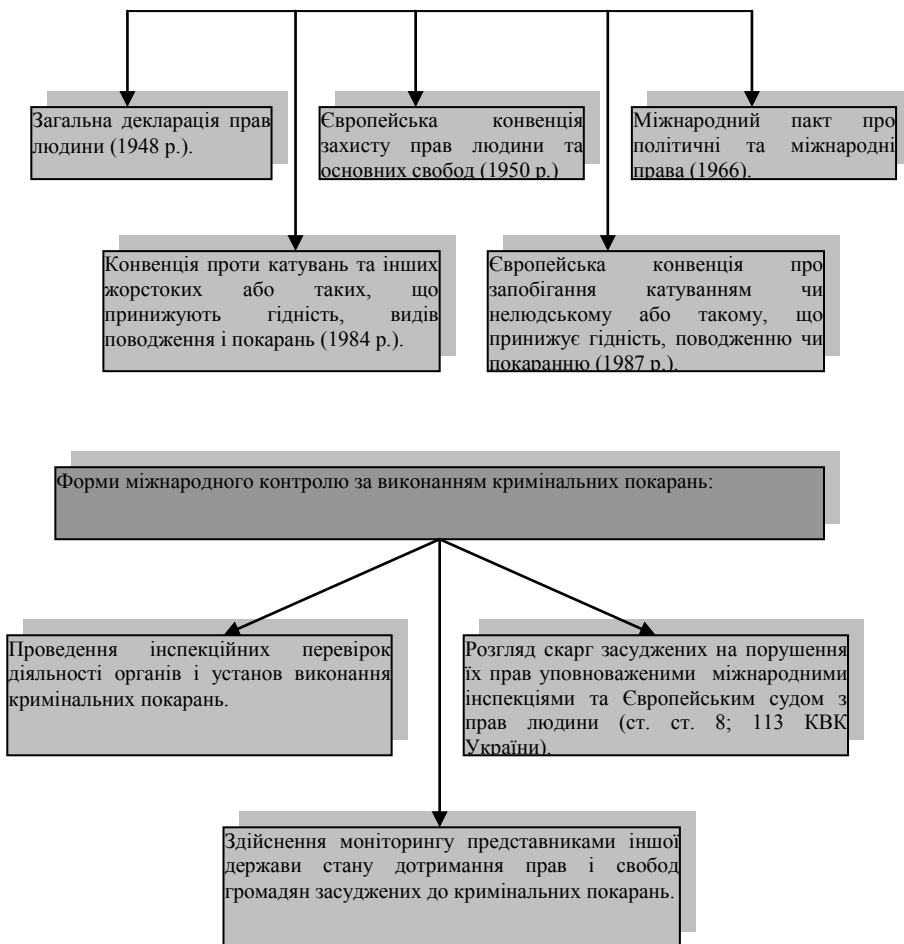 Загальна декларація прав
людини (1948 р.).
Європейська конвенція
захисту прав людини та
основних свобод (1950 р.)
Міжнародний пакт про
політичні та міжнародні
права (1966).
Конвенція проти катувань та інших
жорстоких або таких, що
принижують гідність, видів
поводження і покарань (1984 р.).
Європейська конвенція про
запобігання катуванням чи
нелюдському або такому, що
принижує гідність, поводженню чи
покаранню (1987 р.).
Форми міжнародного контролю за виконанням кримінальних покарань:
Проведення інспекційних перевірок
діяльності органів і установ виконання
кримінальних покарань.
Розгляд скарг засуджених на порушення
їх прав уповноваженими міжнародними
інспекціями та Європейським судом з
прав людини (ст. ст. 8; 113 КВК
України).
Здійснення моніторингу представниками іншої
держави стану дотримання прав і свобод
громадян засуджених до кримінальних покарань.